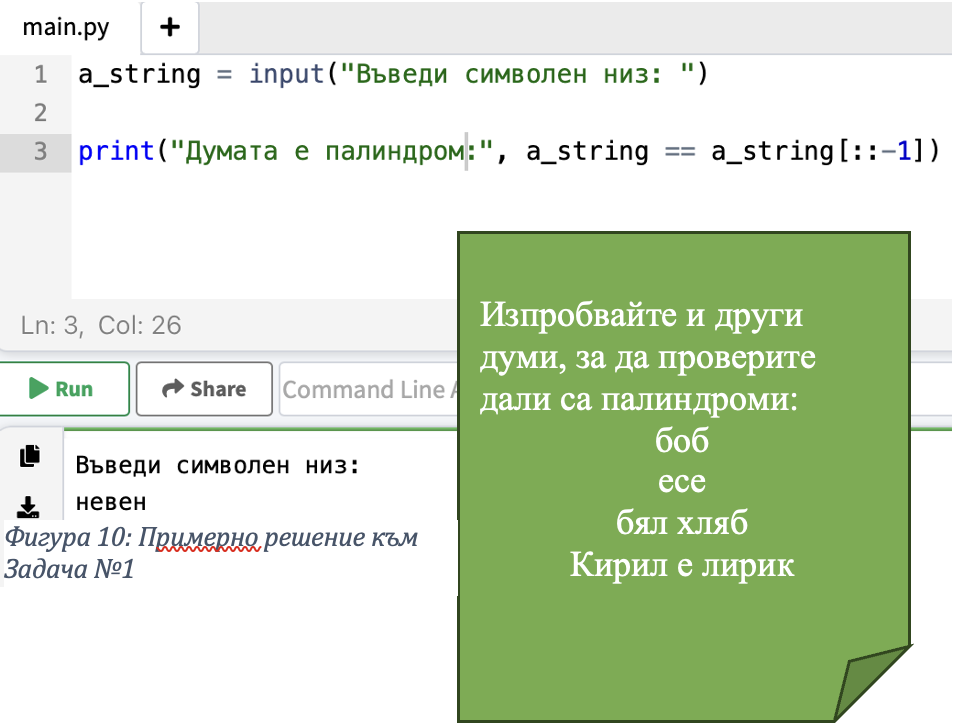 main.py +
1 a_string = input("Въведи символен низ: ")
2
3 print("Думата е палиндром:", a_string == a_string[::-1])
Ln: 3, Col: 26
Run Share Command Line
Въведи символен низ:
невен
Фигура 10: Примерно решение към
Задача №1
Изпробвайте и други
думи, за да проверите
дали са палиндроми:
боб
есе
бял хляб
Кирил е лирик